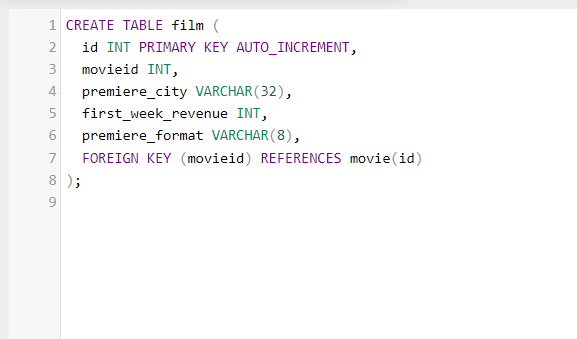 1 CREATE TABLE film (
2   id INT PRIMARY KEY AUTO_INCREMENT,
3   movieid INT,
4   premiere_city VARCHAR(32),
5   first_week_revenue INT,
6   premiere_format VARCHAR(8),
7   FOREIGN KEY (movieid) REFERENCES movie(id)
8 );
9